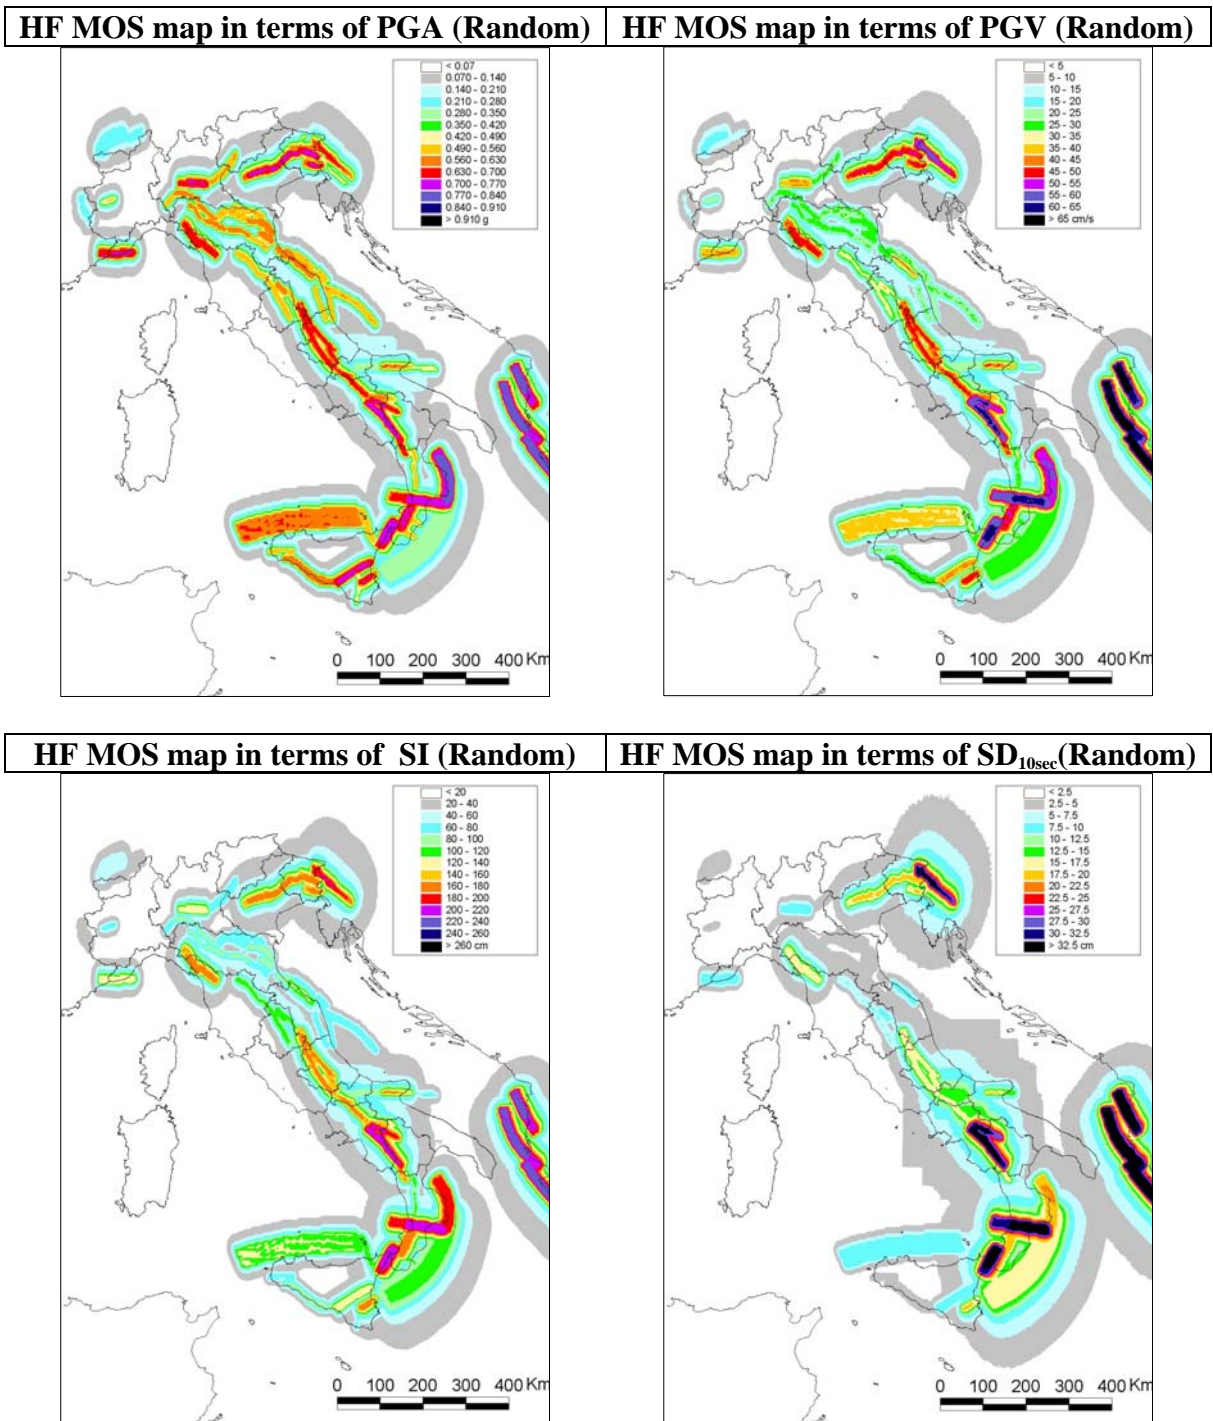 HF MOS map in terms of PGA (Random)
HF MOS map in terms of PGV (Random)
< 0.07
0.070 - 0.140
0.140 - 0.210
0.210 - 0.280
0.280 - 0.350
0.350 - 0.420
0.420 - 0.490
0.490 - 0.560
0.560 - 0.630
0.630 - 0.700
0.700 - 0.770
0.770 - 0.840
0.840 - 0.910
> 0.910 g
0 100 200 300 400 Km
< 5
5 - 10
10 - 15
15 - 20
20 - 25
25 - 30
30 - 35
35 - 40
40 - 45
45 - 50
50 - 55
55 - 60
60 - 65
> 65 cm/s
0 100 200 300 400 Km
HF MOS map in terms of SI (Random)
HF MOS map in terms of SD10sec(Random)
< 20
20 - 40
40 - 60
60 - 80
80 - 100
100 - 120
120 - 140
140 - 160
160 - 180
180 - 200
200 - 220
220 - 240
240 - 260
> 260 cm
0 100 200 300 400 Km
< 2.5
2.5 - 5
5 - 7.5
7.5 - 10
10 - 12.5
12.5 - 15
15 - 17.5
17.5 - 20
20 - 22.5
22.5 - 25
25 - 27.5
27.5 - 30
30 - 32.5
> 32.5 cm
0 100 200 300 400 Km